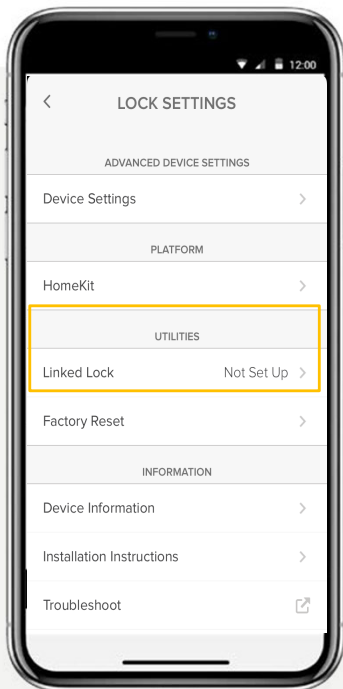 12:00
LOCK SETTINGS
ADVANCED DEVICE SETTINGS
Device Settings
PLATFORM
HomeKit
UTILITIES
Linked Lock Not Set Up
Factory Reset
INFORMATION
Device Information
Installation Instructions
Troubleshoot